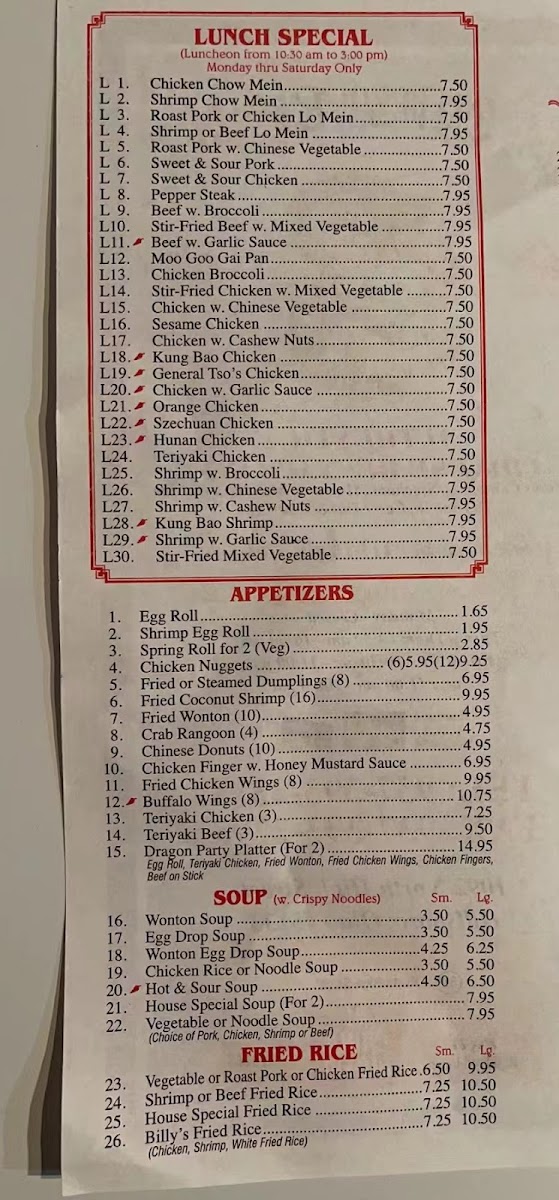 LUNCH SPECIAL
(Luncheon from 10:30 am to 3:00 pm)
Monday thru Saturday Only
L 1. Chicken Chow Mein 7.50
L 2. Shrimp Chow Mein 7.95
L 3. Roast Pork or Chicken Lo Mein 7.50
L 4. Shrimp or Beef Lo Mein 7.95
L 5. Roast Pork w. Chinese Vegetable 7.50
L 6. Sweet & Sour Pork 7.50
L 7. Sweet & Sour Chicken 7.50
L 8. Pepper Steak 7.95
L 9. Beef w. Broccoli 7.95
L10. Stir-Fried Beef w. Mixed Vegetable 7.95
L11. Beef w. Garlic Sauce 7.95
L12. Moo Goo Gai Pan 7.50
L13. Chicken Broccoli 7.50
L14. Stir-Fried Chicken w. Mixed Vegetable 7.50
L15. Chicken w. Chinese Vegetable 7.50
L16. Sesame Chicken 7.50
L17. Chicken w. Cashew Nuts 7.50
L18. Kung Bao Chicken 7.50
L19. General Tso's Chicken 7.50
L20. Chicken w. Garlic Sauce 7.50
L21. Orange Chicken 7.50
L22. Szechuan Chicken 7.50
L23. Hunan Chicken 7.50
L24. Teriyaki Chicken 7.50
L25. Shrimp w. Broccoli 7.95
L26. Shrimp w. Chinese Vegetable 7.95
L27. Shrimp w. Cashew Nuts 7.95
L28. Kung Bao Shrimp 7.95
L29. Shrimp w. Garlic Sauce 7.95
L30. Stir-Fried Mixed Vegetable 7.50
APPETIZERS
1. Egg Roll 1.65
2. Shrimp Egg Roll 1.95
3. Spring Roll for 2 (Veg) 2.85
4. Chicken Nuggets (6)5.95(12)9.25
5. Fried or Steamed Dumplings (8) 6.95
6. Fried Coconut Shrimp (16) 9.95
7. Fried Wonton (10) 4.95
8. Crab Rangoon (4) 4.75
9. Chinese Donuts (10) 4.95
10. Chicken Finger w. Honey Mustard Sauce 6.95
11. Fried Chicken Wings (8) 9.95
12. Buffalo Wings (8) 10.75
13. Teriyaki Chicken (3) 7.25
14. Teriyaki Beef (3) 9.50
15. Dragon Party Platter (For 2) 14.95
Egg Roll, Teriyaki Chicken, Fried Wonton, Fried Chicken Wings, Chicken Fingers,
Beef on Stick
SOUP (w. Crispy Noodles) Sm. Lg.
16. Wonton Soup 3.50 5.50
17. Egg Drop Soup 3.50 5.50
18. Wonton Egg Drop Soup 4.25 6.25
19. Chicken Rice or Noodle Soup 3.50 5.50
20. Hot & Sour Soup 4.50 6.50
21. House Special Soup (For 2) 7.95
22. Vegetable or Noodle Soup 7.95
(Choice of Pork, Chicken, Shrimp or Beef)
FRIED RICE Sm. Lg.
23. Vegetable or Roast Pork or Chicken Fried Rice 6.50 9.95
24. Shrimp or Beef Fried Rice 7.25 10.50
25. House Special Fried Rice 7.25 10.50
26. Billy's Fried Rice 7.25 10.50
(Chicken, Shrimp, White Fried Rice)